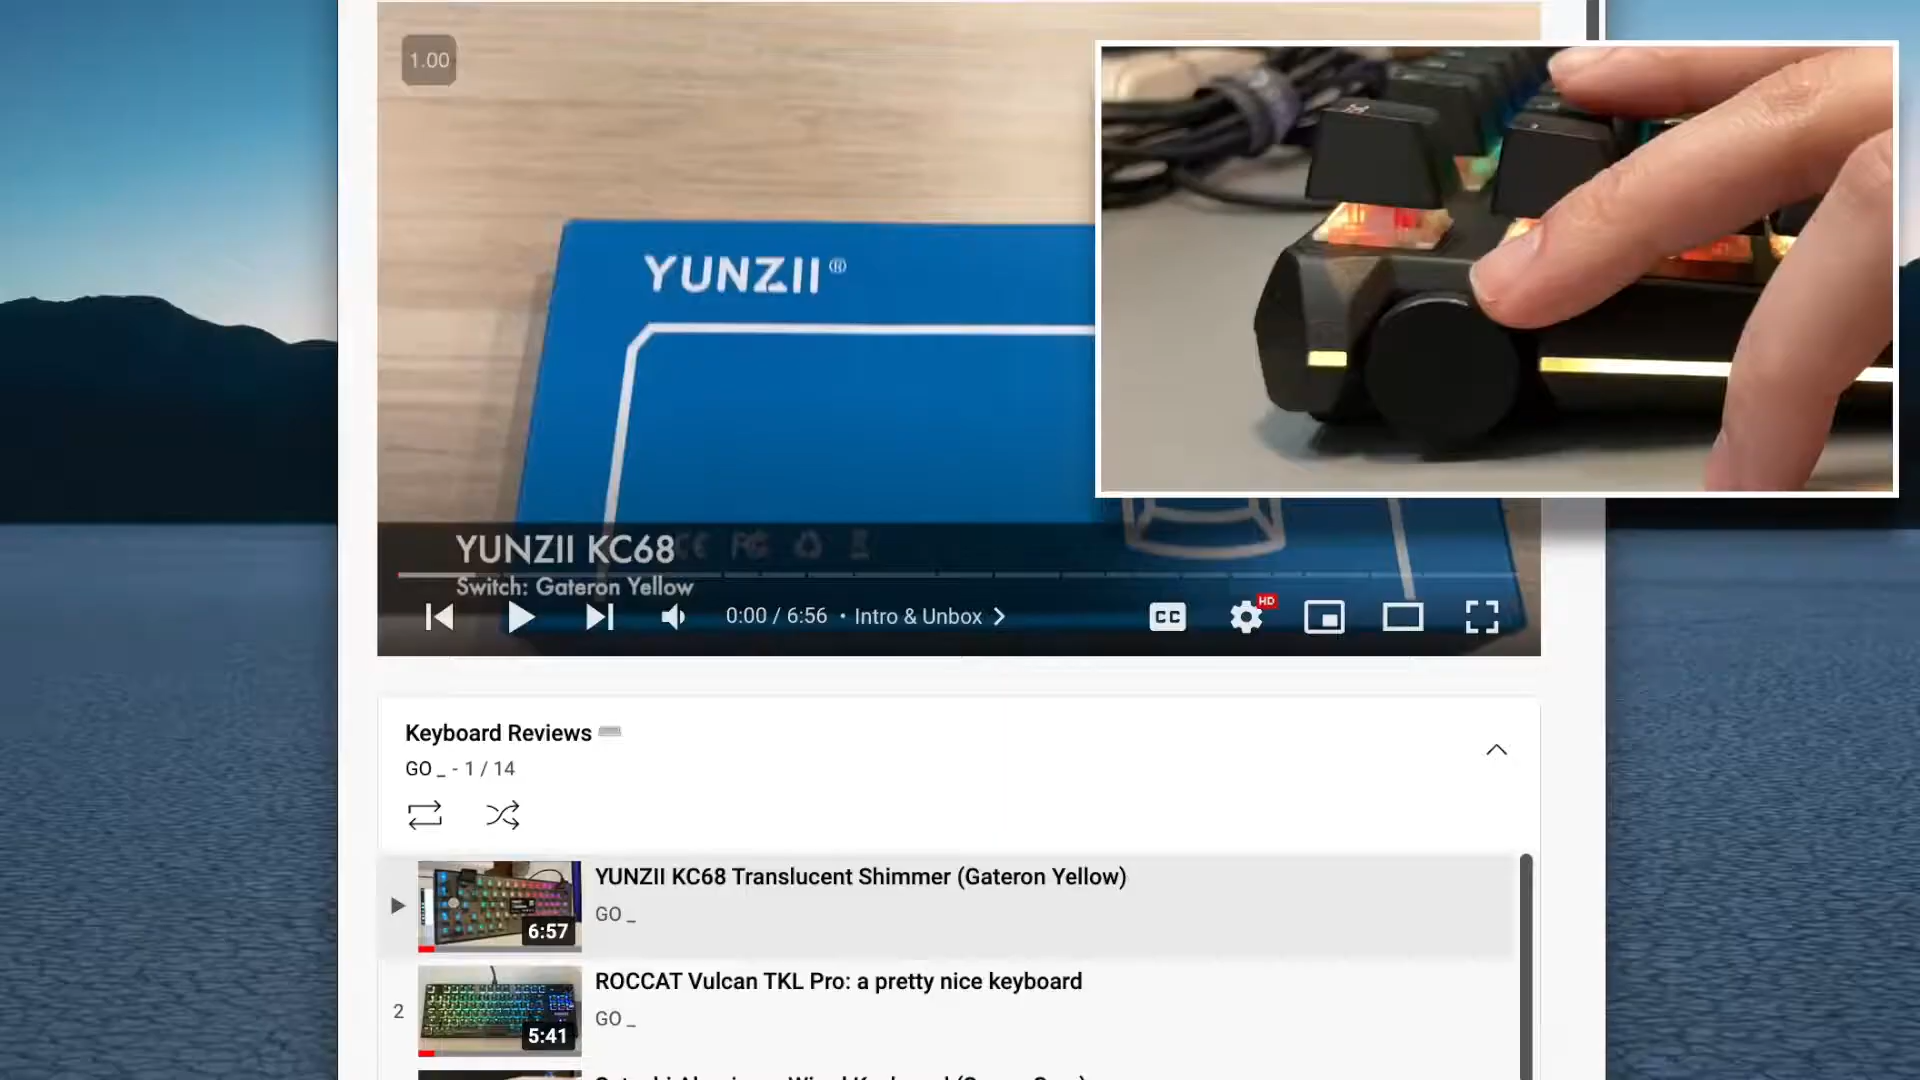 1.00
YUNZII®
YUNZII KC68
Switch: Gateron Yellow
0:00 / 6:56 • Intro & Unbox
CC
HD
Keyboard Reviews
GO _ - 1 / 14
YUNZII KC68 Translucent Shimmer (Gateron Yellow)
GO _
6:57
ROCCAT Vulcan TKL Pro: a pretty nice keyboard
2
GO _
5:41